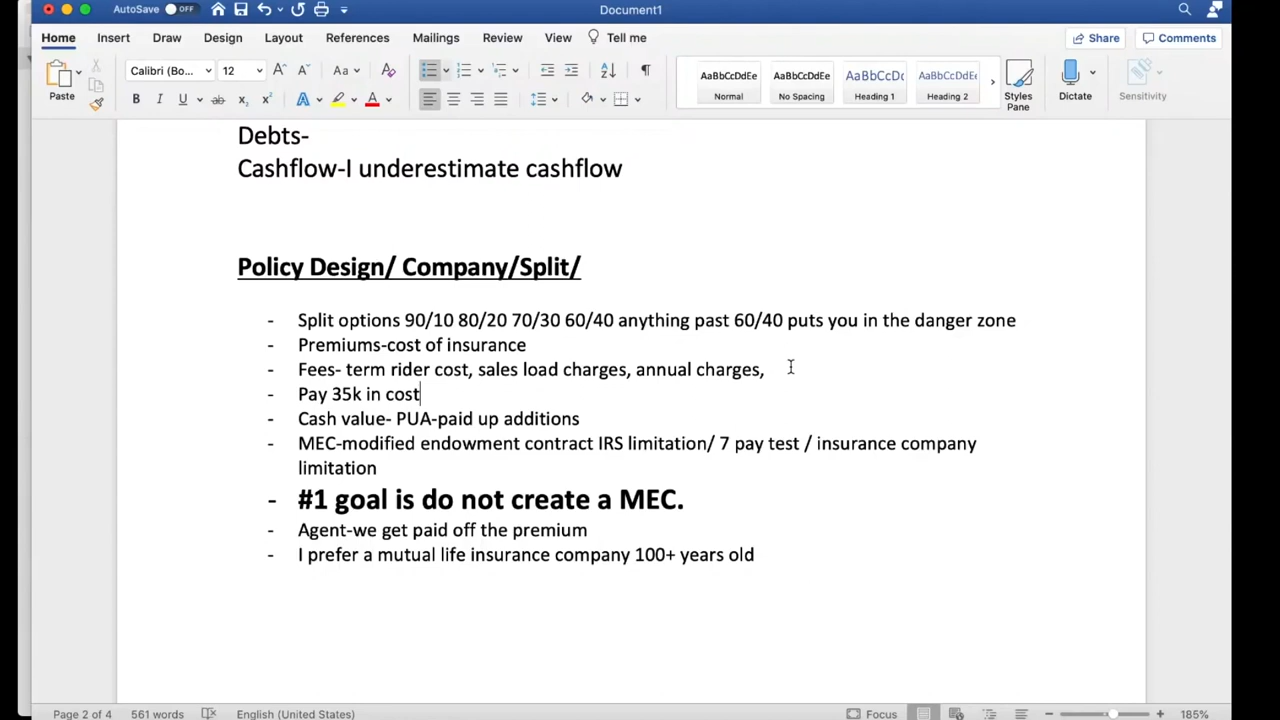 AutoSave OFF
Document1
Home Insert Draw Design Layout References Mailings Review View Tell me Share Comments
Paste
Calibri (Bo... 12
AaBbCcDdEe AaBbCcDdEe AaBbCcDc AaBbCcDdEe
Normal No Spacing Heading 1 Heading 2
Styles Pane
Dictate
Sensitivity
Debts-
Cashflow-I underestimate cashflow
Policy Design/ Company/Split/
- Split options 90/10 80/20 70/30 60/40 anything past 60/40 puts you in the danger zone
- Premiums-cost of insurance
- Fees- term rider cost, sales load charges, annual charges,
- Pay 35k in cost
- Cash value- PUA-paid up additions
- MEC-modified endowment contract IRS limitation/ 7 pay test / insurance company
limitation
- #1 goal is do not create a MEC.
- Agent-we get paid off the premium
- I prefer a mutual life insurance company 100+ years old
Page 2 of 4 561 words English (United States) Focus 185%